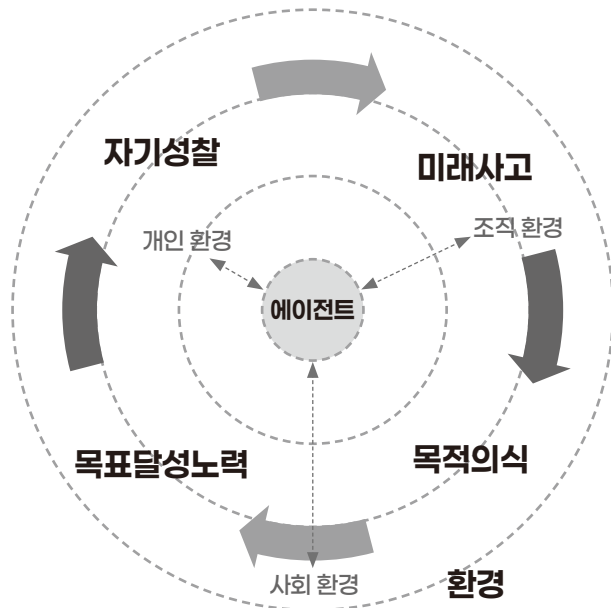 자기성찰
미래사고
개인 환경
조직 환경
에이전트
목표달성노력
목적의식
사회 환경
환경